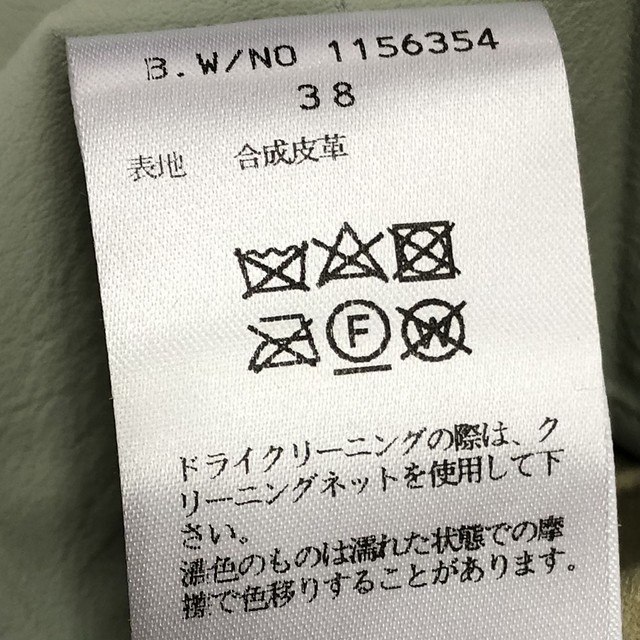 B.W/NO 1156354
38
表地 合成皮革
F
W
ドライクリーニングの際は、ク
リーニングネットを使用して下
さい。
濃色のものは濡れた状態での摩
擦で色移りすることがあります。